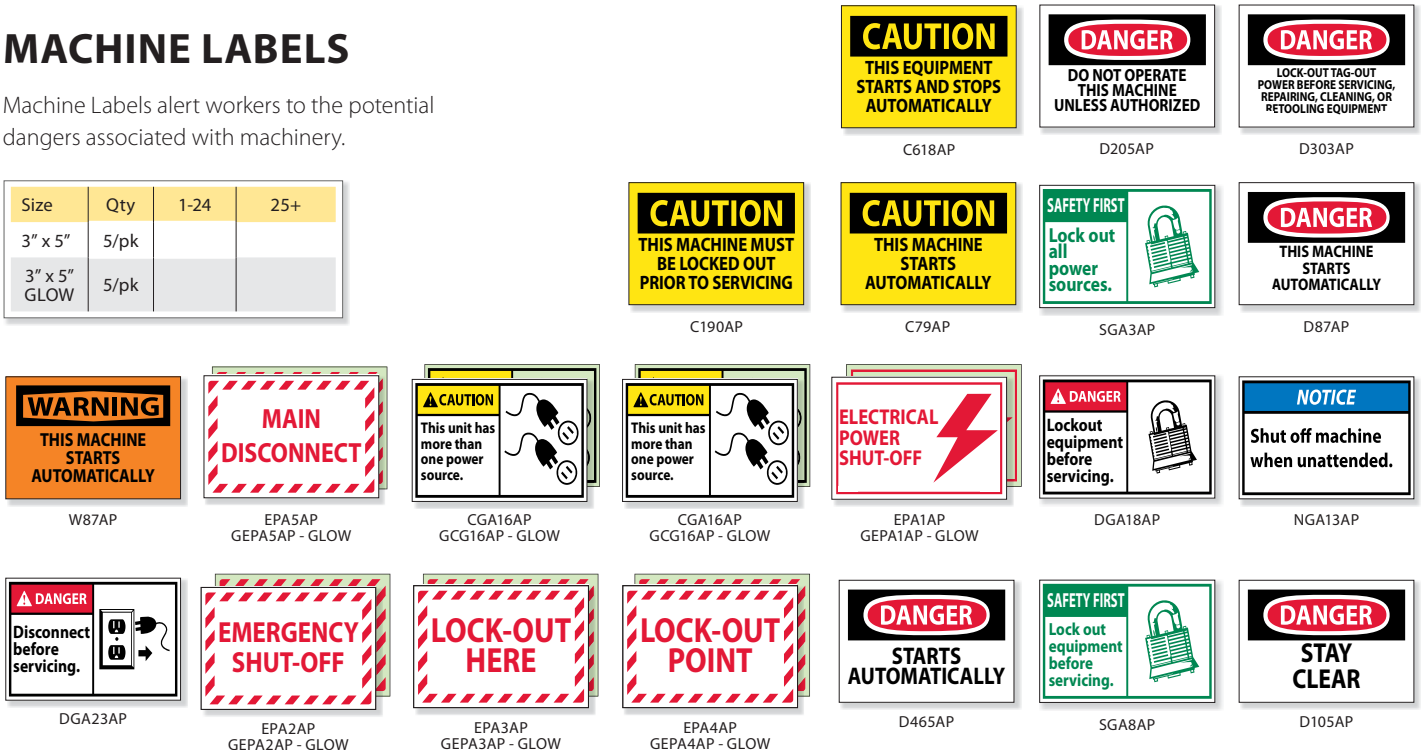 MACHINE LABELS
Machine Labels alert workers to the potential
dangers associated with machinery.
Size Qty 1-24 25+
3” x 5” 5/pk
3” x 5”
GLOW 5/pk
CAUTION
THIS EQUIPMENT
STARTS AND STOPS
AUTOMATICALLY
C618AP
DANGER
DO NOT OPERATE
THIS MACHINE
UNLESS AUTHORIZED
D205AP
DANGER
LOCK-OUT TAG-OUT
POWER BEFORE SERVICING,
REPAIRING, CLEANING, OR
RETOOLING EQUIPMENT
D303AP
CAUTION
THIS MACHINE MUST
BE LOCKED OUT
PRIOR TO SERVICING
C190AP
CAUTION
THIS MACHINE
STARTS
AUTOMATICALLY
C79AP
SAFETY FIRST
Lock out
all
power
sources.
SGA3AP
DANGER
THIS MACHINE
STARTS
AUTOMATICALLY
D87AP
WARNING
THIS MACHINE
STARTS
AUTOMATICALLY
W87AP
MAIN
DISCONNECT
EPA5AP
GEPA5AP - GLOW
CAUTION
This unit has
more than
one power
source.
CGA16AP
GCG16AP - GLOW
CAUTION
This unit has
more than
one power
source.
CGA16AP
GCG16AP - GLOW
ELECTRICAL
POWER
SHUT-OFF
EPA1AP
GEPA1AP - GLOW
DANGER
Lockout
equipment
before
servicing.
DGA18AP
NOTICE
Shut off machine
when unattended.
NGA13AP
DANGER
Disconnect
before
servicing.
DGA23AP
EMERGENCY
SHUT-OFF
EPA2AP
GEPA2AP - GLOW
LOCK-OUT
HERE
EPA3AP
GEPA3AP - GLOW
LOCK-OUT
POINT
EPA4AP
GEPA4AP - GLOW
DANGER
STARTS
AUTOMATICALLY
D465AP
SAFETY FIRST
Lock out
equipment
before
servicing.
SGA8AP
DANGER
STAY
CLEAR
D105AP